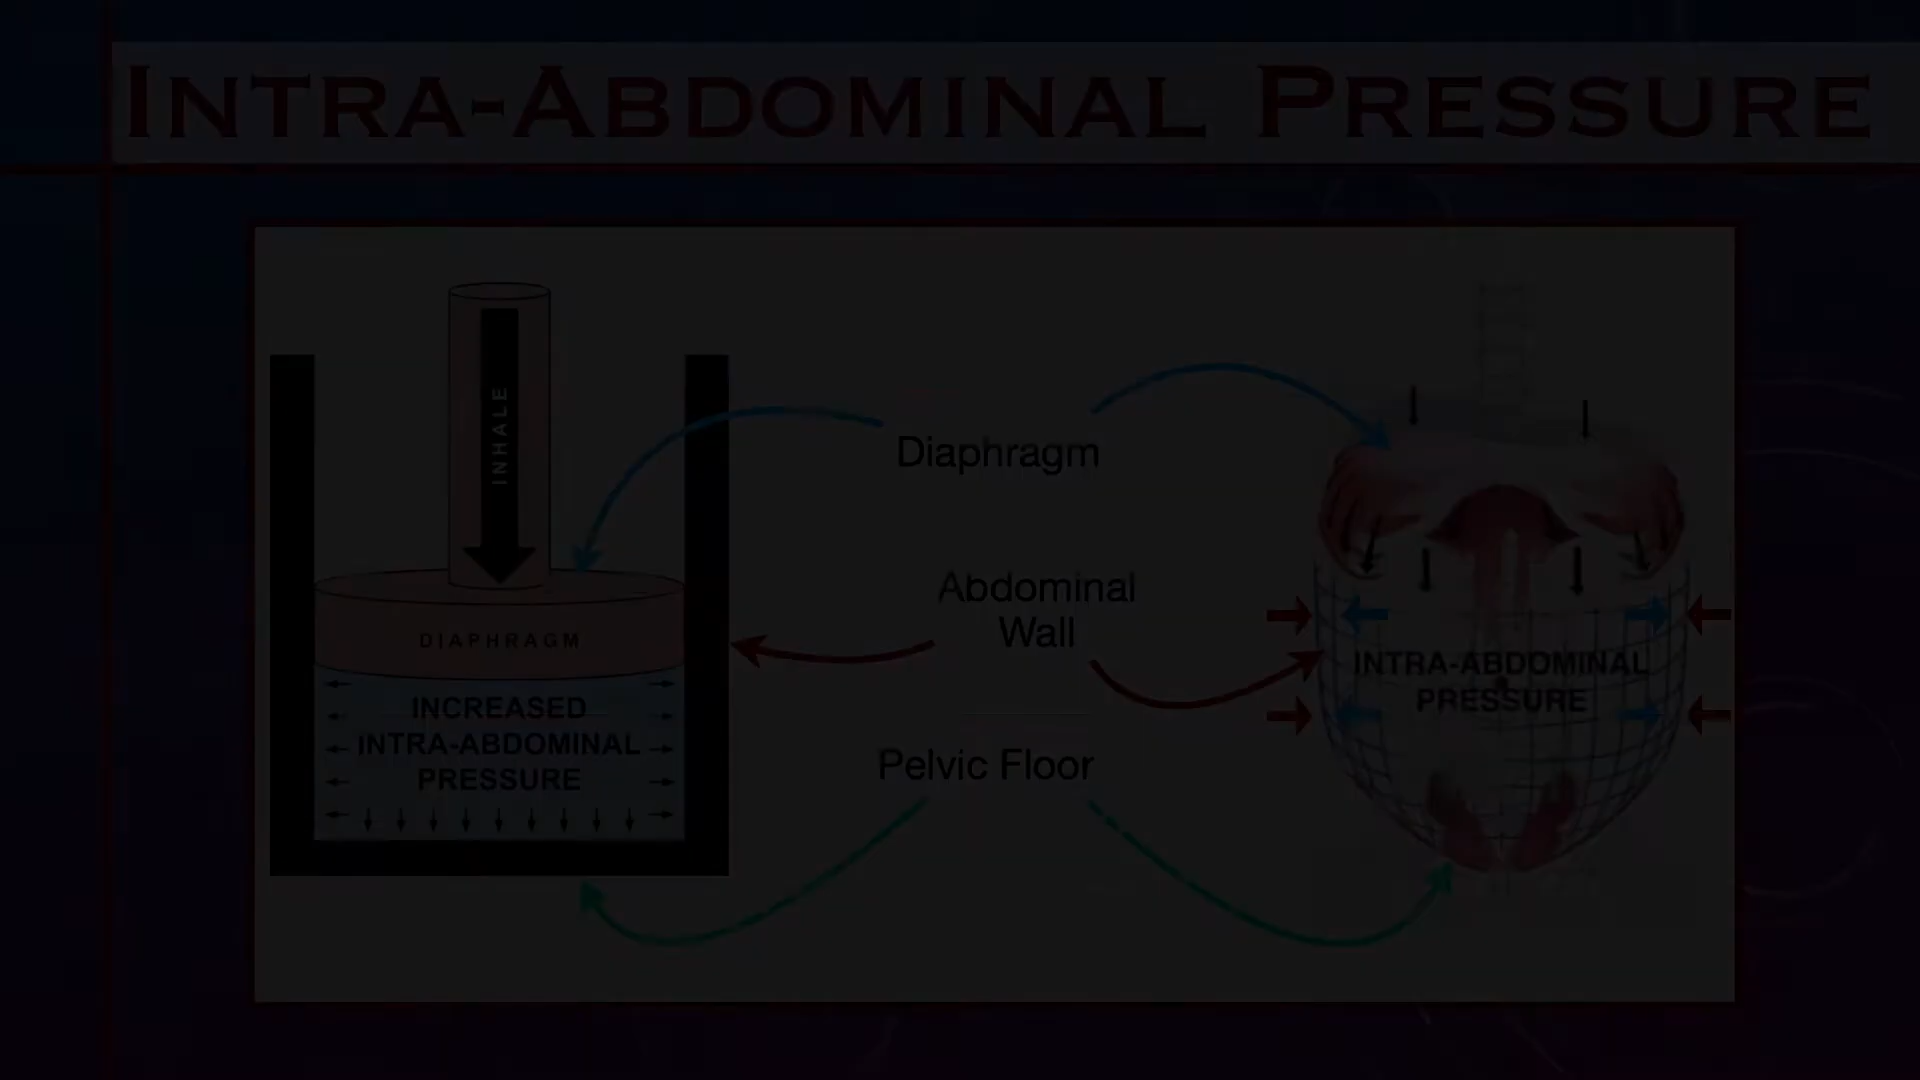 INTRA-ABDOMINAL PRESSURE
INHALE
DIAPHRAGM
INCREASED
INTRA-ABDOMINAL
PRESSURE
Diaphragm
Abdominal
Wall
Pelvic Floor
INTRA-ABDOMINAL
PRESSURE